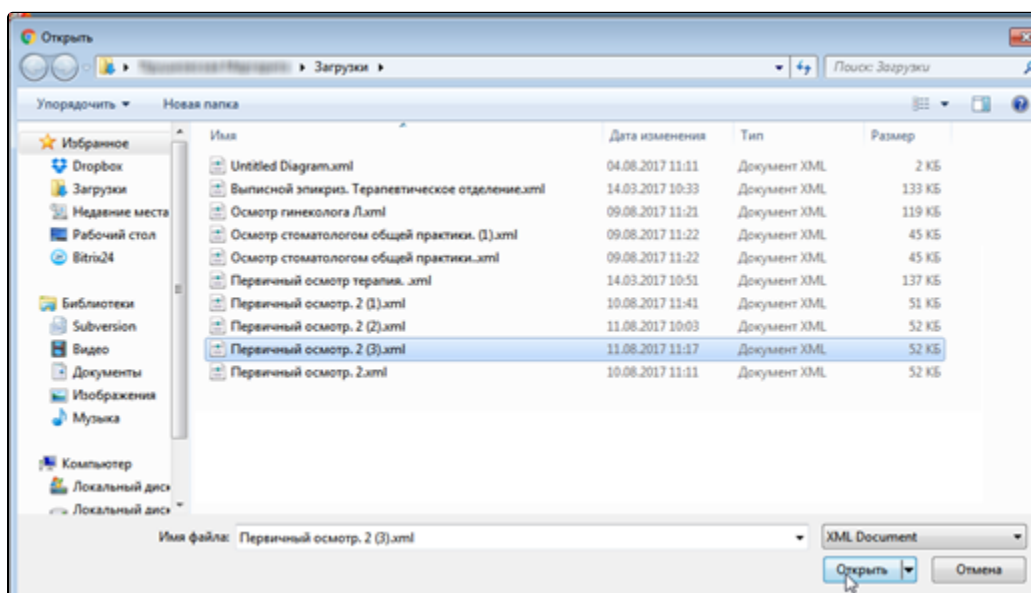 Открыть
Загрузки
Поиск: Загрузки
Упорядочить Новая папка
Имя Дата изменения Тип Размер
Избранное
Dropbox
Загрузки
Недавние места
Рабочий стол
Bitrix24
Библиотеки
Subversion
Видео
Документы
Изображения
Музыка
Компьютер
Локальный диск
Локальный диск
Untitled Diagram.xml 04.08.2017 11:11 Документ XML 2 КБ
Выписной эпикриз. Терапевтическое отделение.xml 14.03.2017 10:33 Документ XML 133 КБ
Осмотр гинеколога Л.xml 09.08.2017 11:21 Документ XML 119 КБ
Осмотр стоматологом общей практики. (1).xml 09.08.2017 11:22 Документ XML 45 КБ
Осмотр стоматологом общей практики..xml 09.08.2017 11:22 Документ XML 45 КБ
Первичный осмотр терапия. .xml 14.03.2017 10:51 Документ XML 137 КБ
Первичный осмотр. 2 (1).xml 10.08.2017 11:41 Документ XML 51 КБ
Первичный осмотр. 2 (2).xml 11.08.2017 10:03 Документ XML 52 КБ
Первичный осмотр. 2 (3).xml 11.08.2017 11:17 Документ XML 52 КБ
Первичный осмотр. 2.xml 10.08.2017 11:11 Документ XML 52 КБ
Имя файла: Первичный осмотр. 2 (3).xml XML Document
Открыть Отмена